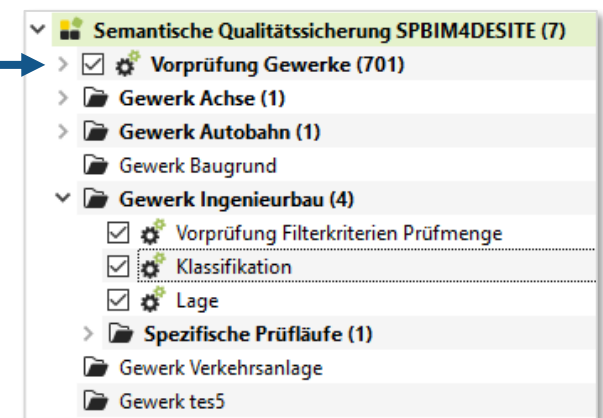 Semantische Qualitätssicherung SPBIM4DESITE (7)
Vorprüfung Gewerke (701)
Gewerk Achse (1)
Gewerk Autobahn (1)
Gewerk Baugrund
Gewerk Ingenieurbau (4)
Vorprüfung Filterkriterien Prüfmenge
Klassifikation
Lage
Spezifische Prüfläufe (1)
Gewerk Verkehrsanlage
Gewerk tes5